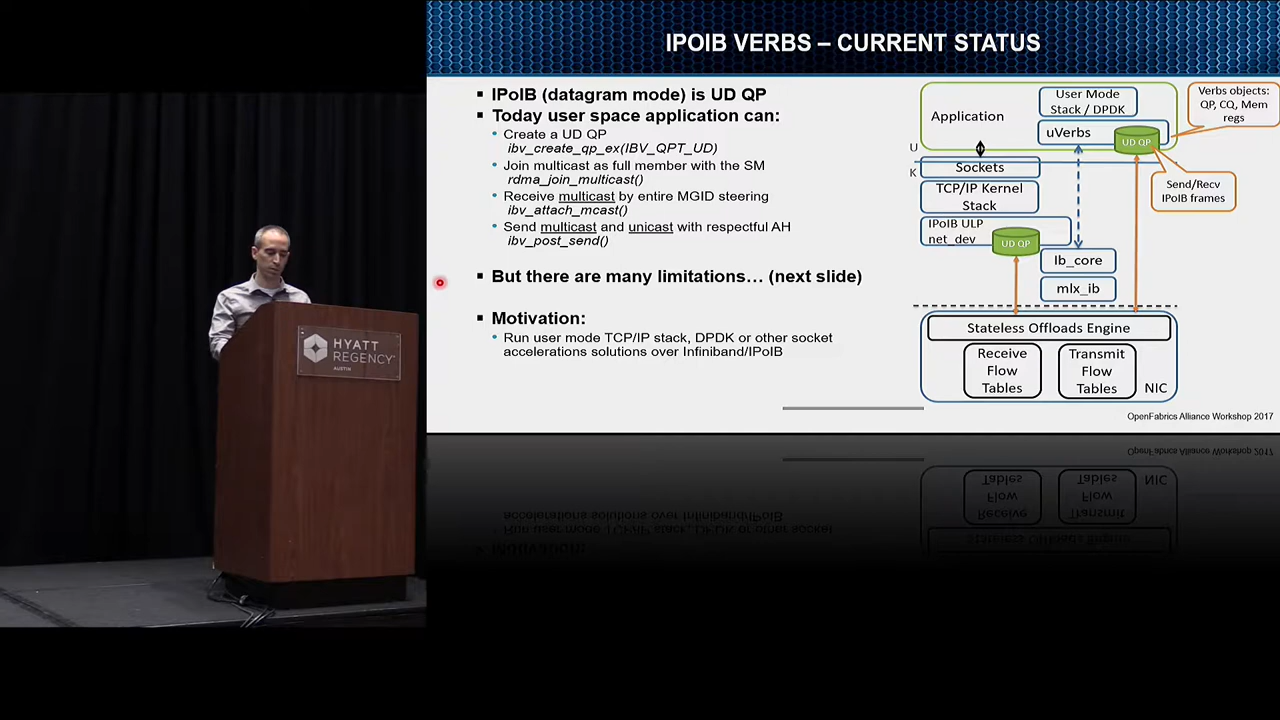 IPOIB VERBS – CURRENT STATUS
▪ IPoIB (datagram mode) is UD QP
▪ Today user space application can:
• Create a UD QP
ibv_create_qp_ex(IBV_QPT_UD)
• Join multicast as full member with the SM
rdma_join_multicast()
• Receive multicast by entire MGID steering
ibv_attach_mcast()
• Send multicast and unicast with respectful AH
ibv_post_send()
▪ But there are many limitations… (next slide)
▪ Motivation:
• Run user mode TCP/IP stack, DPDK or other socket
accelerations solutions over Infiniband/IPoIB
Application
User Mode
Stack / DPDK
uVerbs
UD QP
Verbs objects:
QP, CQ, Mem
regs
U
K
Sockets
TCP/IP Kernel
Stack
Send/Recv
IPoIB frames
IPoIB ULP
net_dev
UD QP
Ib_core
mlx_ib
Stateless Offloads Engine
Receive
Flow
Tables
Transmit
Flow
Tables
NIC
OpenFabrics Alliance Workshop 2017
HYATT
REGENCY
AUSTIN